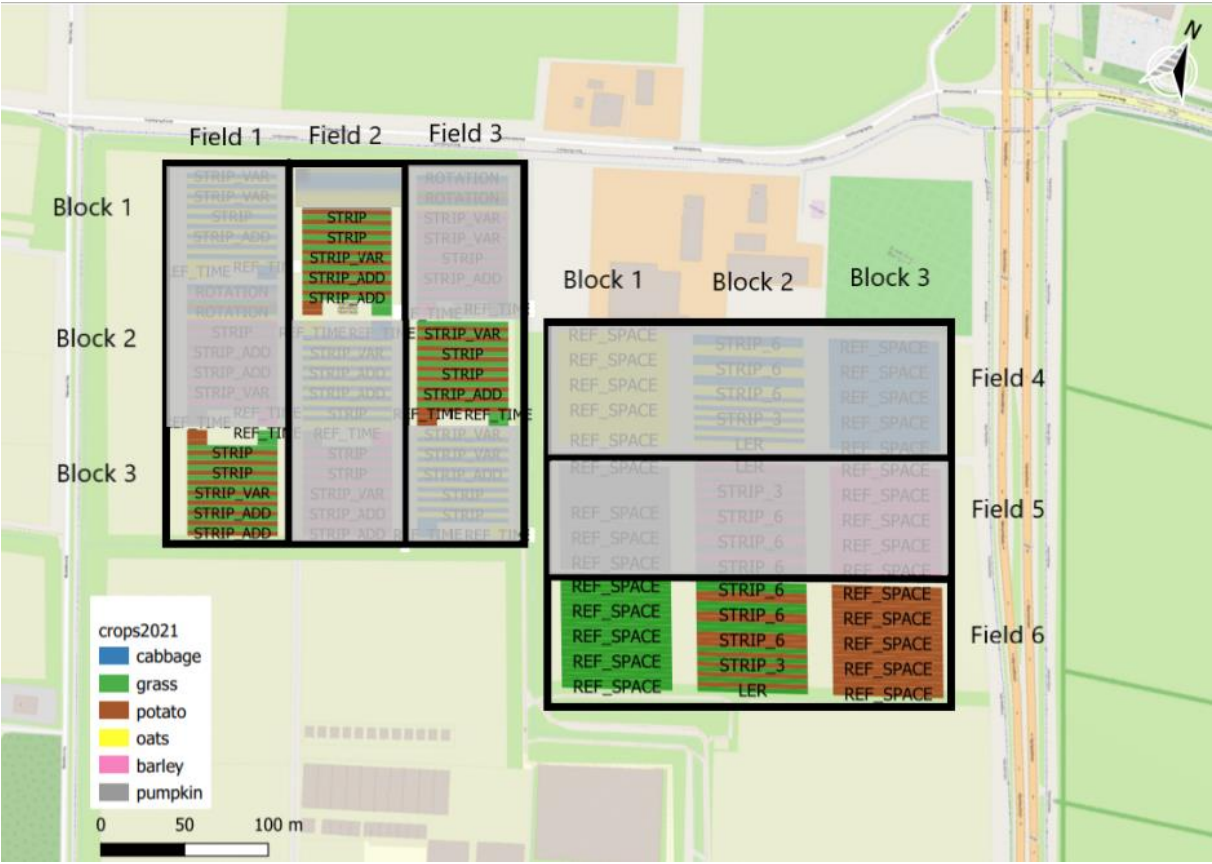 N
Field 1
Field 2
Field 3
Block 1
Block 2
Block 3
STRIP_VAR
STRIP_VAR
STRIP
STRIP_ADD
REF_TI
ROTATION
ROTATION
STRIP
STRIP_ADD
STRIP_ADD
STRIP_VAR
REF_TIME
REF_TIM
STRIP
STRIP
STRIP_VAR
STRIP_ADD
STRIP_ADD
STRIP
STRIP
STRIP_VAR
STRIP_ADD
STRIP_ADD
REF_TIME
STRIP_VAR
STRIP_ADD
STRIP_ADD
STRIP
REF_TIME
STRIP
STRIP
STRIP_VAR
STRIP_ADD
STRIP_ADD
ROTATION
ROTATION
STRIP_VAR
STRIP_VAR
STRIP
STRIP_ADD
REF_TIME
STRIP_VAR
STRIP
STRIP
STRIP_ADD
REF_TIME
REF_TIME
STRIP_VAR
STRIP_VAR
STRIP_ADD
STRIP
STRIP_ADD
REF_TIME
REF_TIME
Block 1
Block 2
Block 3
Field 4
Field 5
Field 6
REF_SPACE
REF_SPACE
REF_SPACE
REF_SPACE
REF_SPACE
STRIP_6
STRIP_6
STRIP_6
STRIP_3
LER
REF_SPACE
REF_SPACE
REF_SPACE
REF_SPACE
REF_SPACE
REF_SPACE
REF_SPACE
REF_SPACE
REF_SPACE
REF_SPACE
LER
STRIP_3
STRIP_6
STRIP_6
STRIP_6
REF_SPACE
REF_SPACE
REF_SPACE
REF_SPACE
REF_SPACE
REF_SPACE
REF_SPACE
REF_SPACE
REF_SPACE
REF_SPACE
STRIP_6
STRIP_6
STRIP_6
STRIP_3
LER
REF_SPACE
REF_SPACE
REF_SPACE
REF_SPACE
REF_SPACE
crops2021
cabbage
grass
potato
oats
barley
pumpkin
0 50 100 m